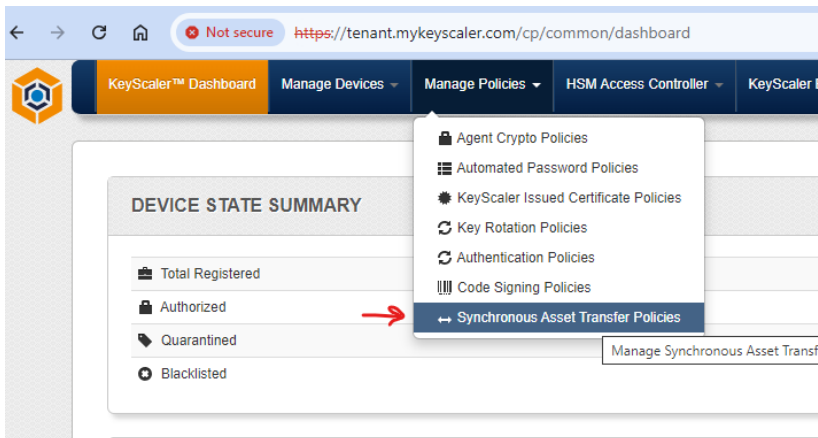 Not secure https://tenant.mykeyscaler.com/cp/common/dashboard
KeyScaler™ Dashboard Manage Devices Manage Policies HSM Access Controller KeyScaler
Agent Crypto Policies
Automated Password Policies
KeyScaler Issued Certificate Policies
Key Rotation Policies
Authentication Policies
Code Signing Policies
Synchronous Asset Transfer Policies
Manage Synchronous Asset Transf
DEVICE STATE SUMMARY
Total Registered
Authorized
Quarantined
Blacklisted